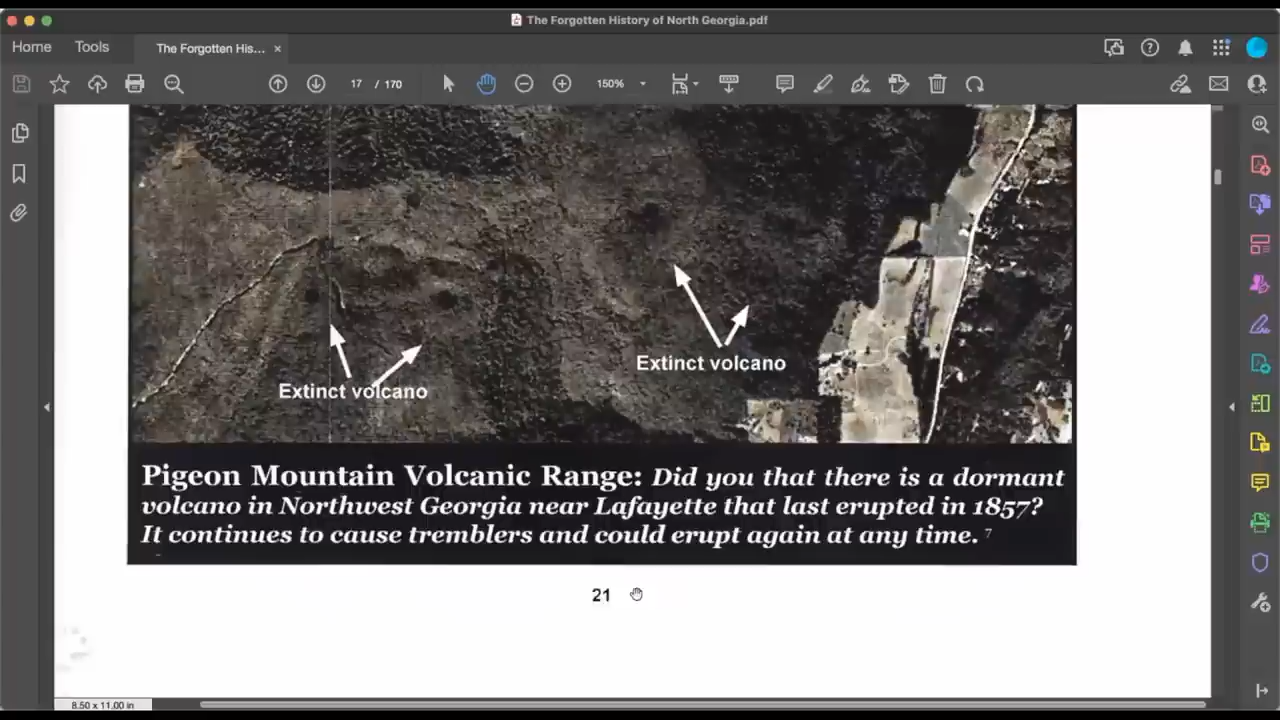 The Forgotten History of North Georgia.pdf
Home Tools The Forgotten His... ×
17 / 170 150%
Extinct volcano
Extinct volcano
Pigeon Mountain Volcanic Range: Did you that there is a dormant
volcano in Northwest Georgia near Lafayette that last erupted in 1857?
It continues to cause tremblers and could erupt again at any time. 7
21
8.50 x 11.00 in